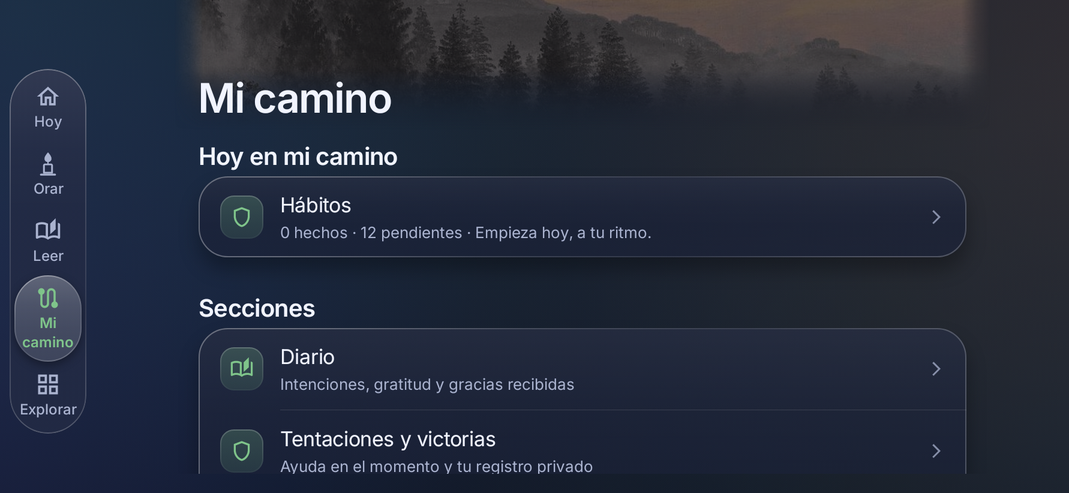 Hoy
Orar
Leer
Mi
camino
Explorar
Mi camino
Hoy en mi camino
Hábitos
0 hechos · 12 pendientes · Empieza hoy, a tu ritmo.
Secciones
Diario
Intenciones, gratitud y gracias recibidas
Tentaciones y victorias
Ayuda en el momento y tu registro privado